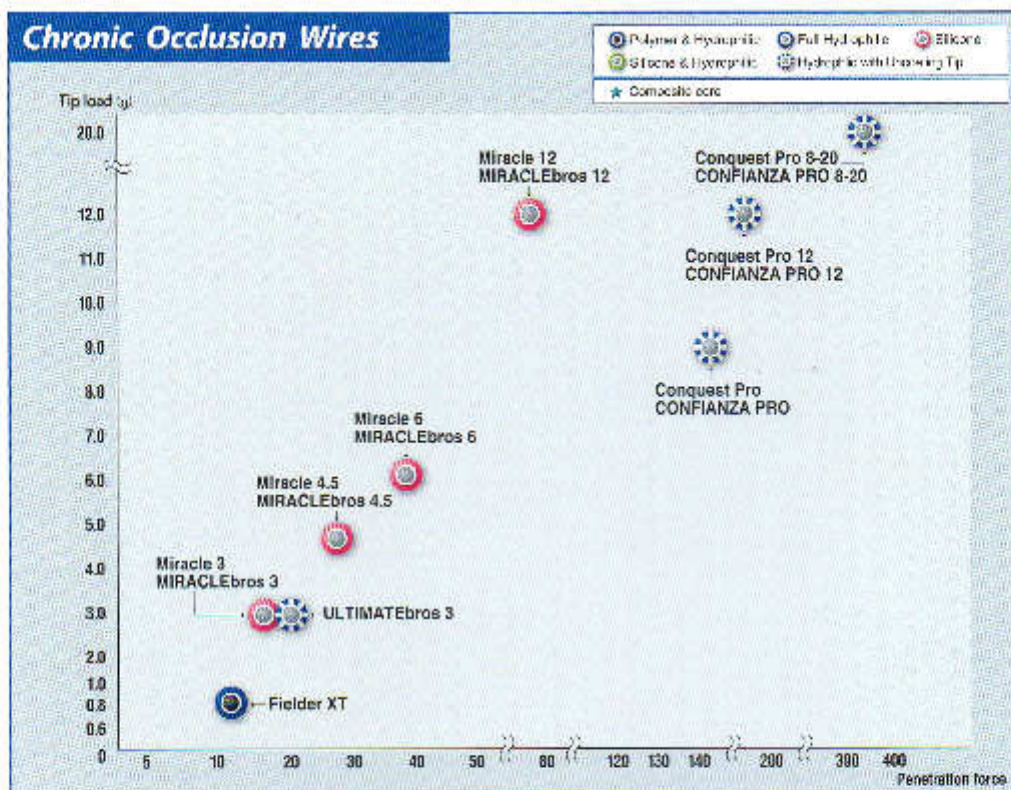 Chronic Occlusion Wires
Polymer & Hydrophilic
Full Hydrophilic
Silicone
Silicone & Hydrophilic
Hydrophilic with Uncovering Tip
Composite core
Tip load (g)
20.0
12.0
11.0
10.0
9.0
8.0
7.0
6.0
5.0
4.0
3.0
2.0
1.0
0.8
0.6
0
Miracle 12
MIRACLEbros 12
Conquest Pro 8-20
CONFIANZA PRO 8-20
Conquest Pro 12
CONFIANZA PRO 12
Conquest Pro
CONFIANZA PRO
Miracle 6
MIRACLEbros 6
Miracle 4.5
MIRACLEbros 4.5
Miracle 3
MIRACLEbros 3
ULTIMATEbros 3
Fielder XT
5 10 20 30 40 50 60 120 130 140 200 390 400
Penetration force